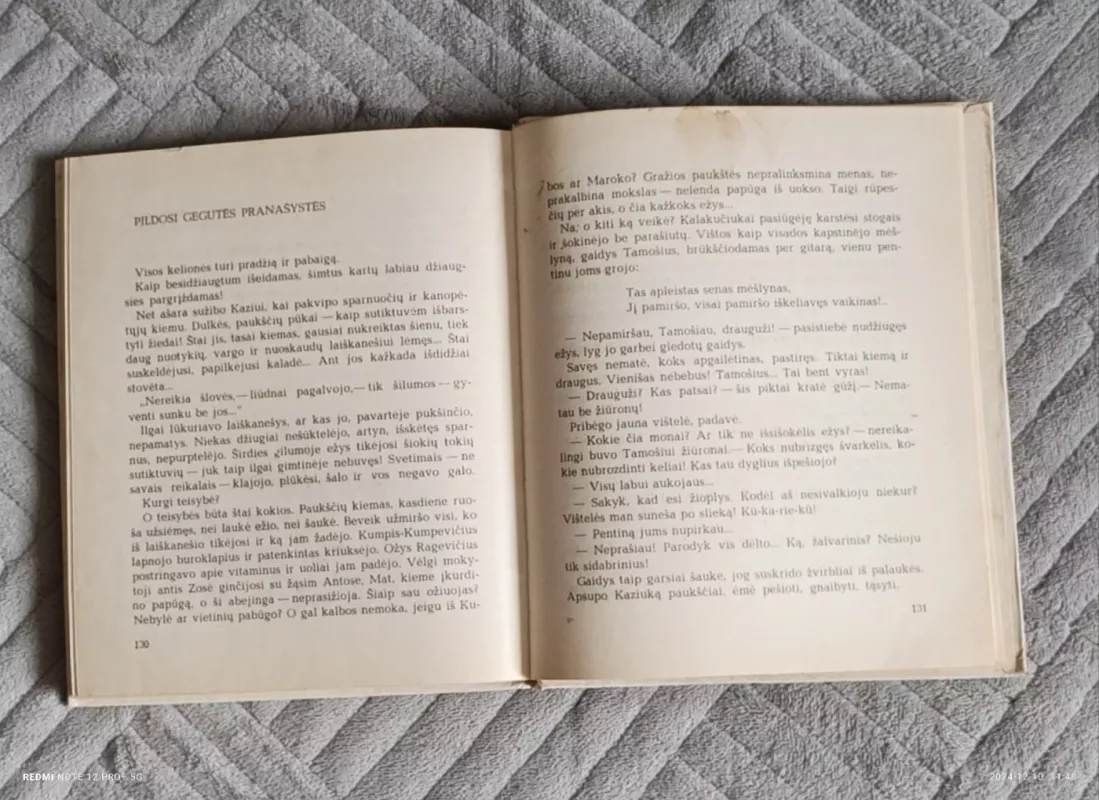 PILDOSI GEGUTĖS PRANAŠYSTĖS
Visos kelionės turi pradžią ir pabaigą.
Kaip besidžiaugtum išeidamas, šimtus kartų labiau džiaug-
sies pargrįždamas!
Net ašara sužibo Kaziui, kai pakvipo sparnuočių ir kanopė-
tųjų kiemu. Dulkės, paukščių pūkai — kaip sutiktuvėm išbars-
tyti žiedai! Štai jis, tasai kiemas, gausiai nukreiktas šienu, tiek
daug nuotykių, vargo ir nuoskaudų laiškanešiui lėmęs... Štai
suskeldėjusi, papilkėjusi kaladė... Ant jos kažkada išdidžiai
stovėta...
„Nereikia šlovės,— liūdnai pagalvojo,— tik šilumos — gy-
venti sunku be jos..."
Ilgai lūkuriavo laiškanešys, ar kas jo, pavartėje pukšinčio,
nepamatys. Niekas džiugiai nešūktelėjo, artyn, išskėtęs spar-
nus, nepurptelėjo. Širdies gilumoje ežys tikėjosi šiokių tokių
sutiktuvių — juk taip ilgai gimtinėje nebuvęs! Svetimais — ne
savais reikalais — klajojo, plūkėsi, šalo ir vos negavo galo.
Kurgi teisybė?
O teisybės būta štai kokios. Paukščių kiemas, kasdiene ruo-
ša užsiėmęs, nei laukė ežio, nei šaukė. Beveik užmiršo visi, ko
iš laiškanešio tikėjosi ir ką jam žadėjo. Kumpis-Kumpevičius
lapnojo buroklapius ir patenkintas kriuksėjo. Ožys Ragevičius
postringavo apie vitaminus ir uoliai jam padėjo. Vėlgi moky-
toji antis Zosė ginčijosi su žąsim Antose. Mat, kieme įkurdi-
no papūgą, o ši abejinga — neprasižioja. Šiaip sau ožiuojas?
Nebylė ar vietinių pabūgo? O gal kalbos nemoka, jeigu iš Ku-
130
bos ar Maroko? Gražios paukštės nepralinksmina menas, ne-
prakalbina mokslas — nelenda papūga iš uokso. Taigi rūpes-
čių per akis, o čia kažkoks ežys...
Na, o kiti ką veikė? Kalakučiukai pasiūgėję karstėsi stogais
ir šokinėjo be parašiutų. Vištos kaip visados kapstinėjo mėš-
lyną, gaidys Tamošius, brūkščiodamas per gitarą, vienu pen-
tinu joms grojo:
Tas apleistas senas mėšlynas,
Jį pamiršo, visai pamiršo iškeliavęs vaikinas!..
— Nepamiršau, Tamošiau, drauguži! — pasistiebė nudžiugęs
ežys, lyg jo garbei giedotų gaidys.
Savęs nematė, koks apgailėtinas, pastiręs. Tiktai kiemą ir
draugus. Vienišas nebebus! Tamošius... Tai bent vyras!
— Drauguži? Kas patsai? — šis piktai kratė gūžį.— Nema-
tau be žiūronų!
Pribėgo jauna vištelė, padavė.
— Kokie čia monai? Ar tik ne išsišokėlis ežys? — nereika-
lingi buvo Tamošiui žiūronai.— Koks nubrizgęs švarkelis, ko-
kie nubrozdinti keliai! Kas tau dyglius išpešiojo?
— Visų labui aukojaus...
— Sakyk, kad esi žioplys. Kodėl aš nesivalkioju niekur?
Vištelės man suneša po slieką! Kū-ka-rie-kū!
— Pentiną jums nupirkau...
— Neprašiau! Parodyk vis dėlto... Ką, žalvarinis? Nešioju
tik sidabrinius!
Gaidys taip garsiai šaukė, jog suskrido žvirbliai iš palaukės.
Apsupo Kaziuką paukščiai, ėmė pešioti, gnaibyti, tąsyti.
131
REDMI NOTE 12 PRO+ 5G
2024-12-10 11:48